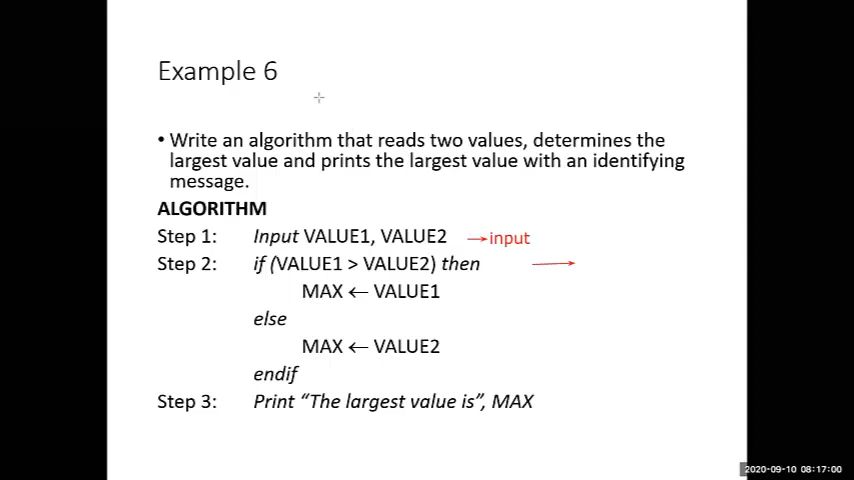 Example 6
• Write an algorithm that reads two values, determines the
largest value and prints the largest value with an identifying
message.
ALGORITHM
Step 1: Input VALUE1, VALUE2 →input
Step 2: if (VALUE1 > VALUE2) then →
MAX ← VALUE1
else
MAX ← VALUE2
endif
Step 3: Print “The largest value is”, MAX
2020-09-10 08:17:00